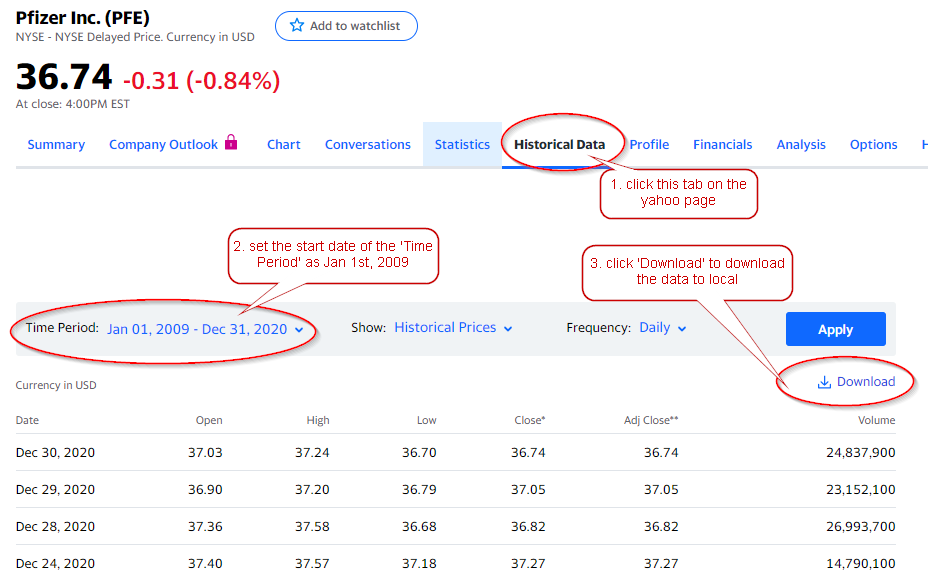 Pfizer Inc. (PFE)
Add to watchlist
NYSE - NYSE Delayed Price. Currency in USD
36.74 -0.31 (-0.84%)
At close: 4:00PM EST
Summary Company Outlook Chart Conversations Statistics Historical Data Profile Financials Analysis Options H
1. click this tab on the
yahoo page
2. set the start date of the 'Time
Period' as Jan 1st, 2009
3. click 'Download' to download
the data to local
Time Period: Jan 01, 2009 - Dec 31, 2020 Show: Historical Prices Frequency: Daily Apply
Currency in USD Download
Date Open High Low Close* Adj Close** Volume
Dec 30, 2020 37.03 37.24 36.70 36.74 36.74 24,837,900
Dec 29, 2020 36.90 37.20 36.79 37.05 37.05 23,152,100
Dec 28, 2020 37.36 37.58 36.68 36.82 36.82 26,993,700
Dec 24, 2020 37.40 37.57 37.18 37.27 37.27 14,790,100